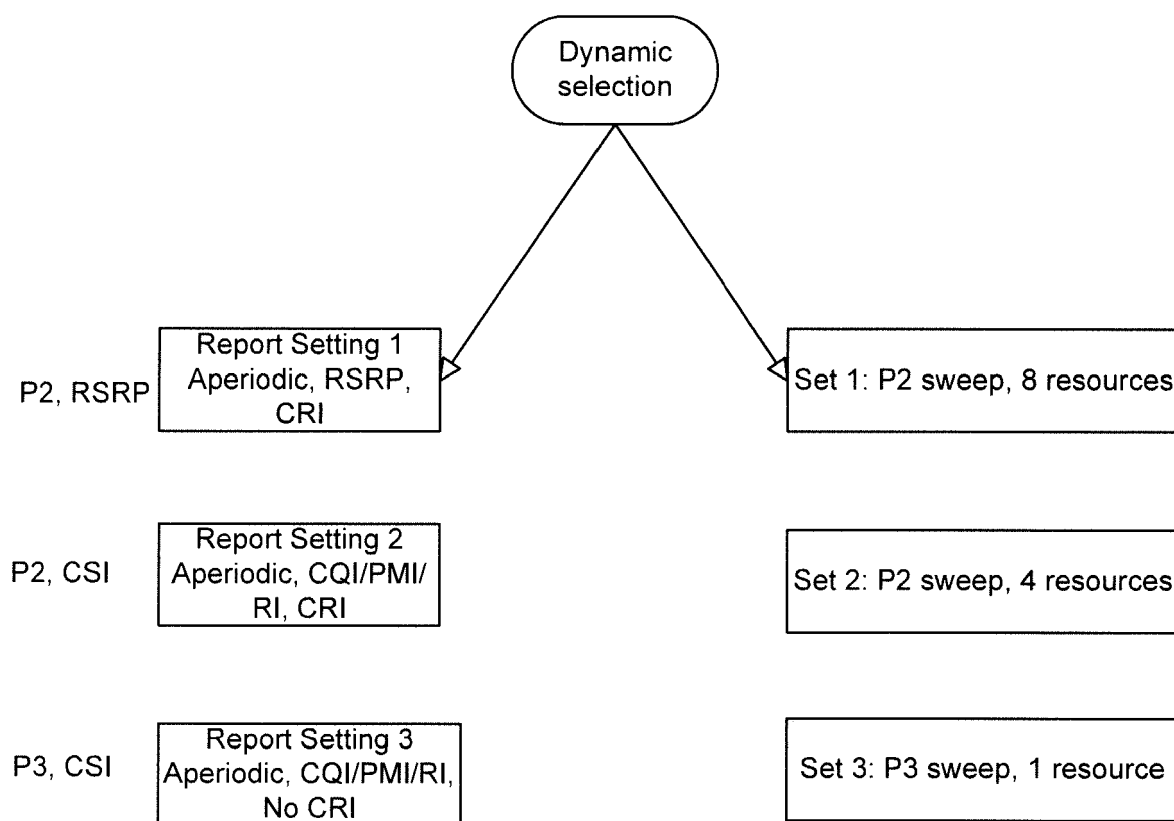 Dynamic
selection
P2, RSRP
Report Setting 1
Aperiodic, RSRP,
CRI
Set 1: P2 sweep, 8 resources
P2, CSI
Report Setting 2
Aperiodic, CQI/PMI/
RI, CRI
Set 2: P2 sweep, 4 resources
P3, CSI
Report Setting 3
Aperiodic, CQI/PMI/RI,
No CRI
Set 3: P3 sweep, 1 resource